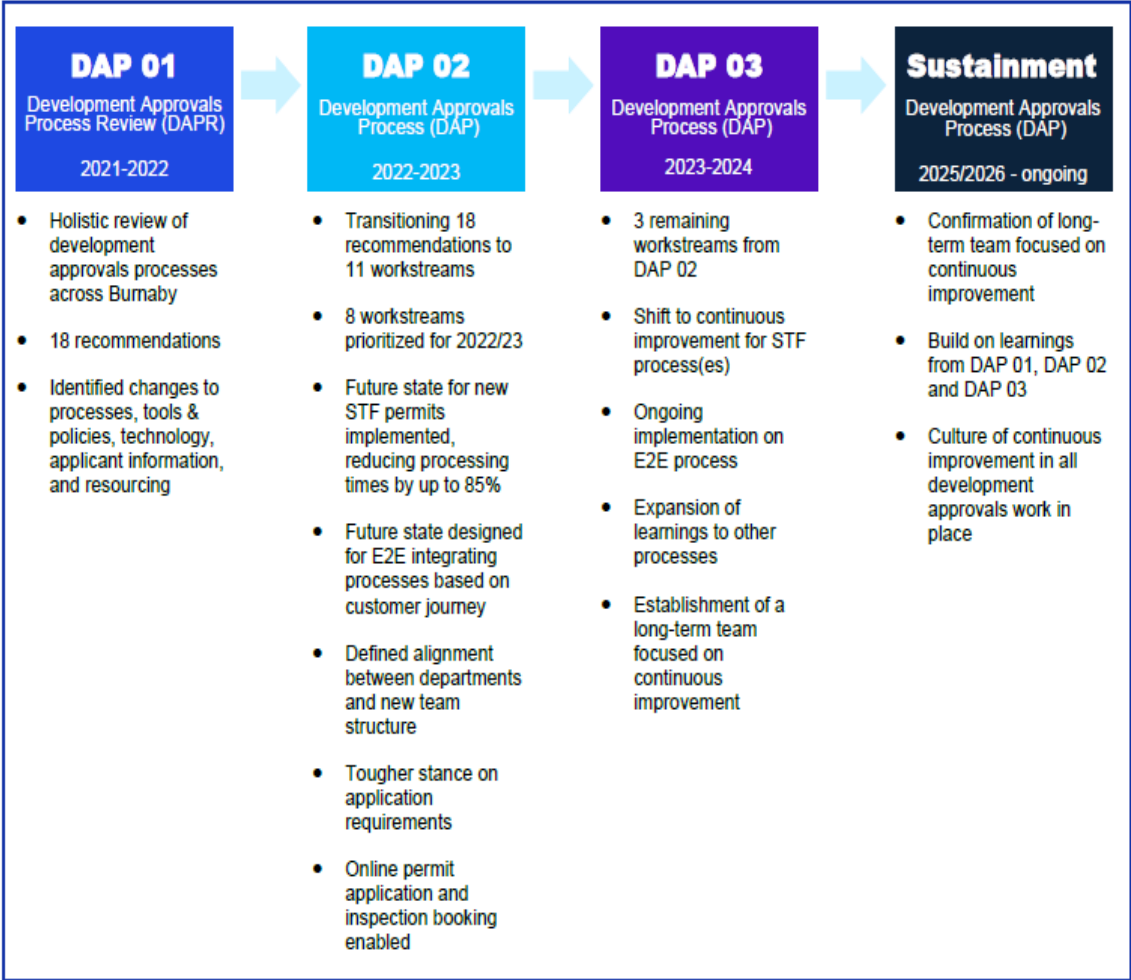 DAP 01
Development Approvals
Process Review (DAPR)
2021-2022
• Holistic review of
development
approvals processes
across Burnaby
• 18 recommendations
• Identified changes to
processes, tools &
policies, technology,
applicant information,
and resourcing
DAP 02
Development Approvals
Process (DAP)
2022-2023
• Transitioning 18
recommendations to
11 workstreams
• 8 workstreams
prioritized for 2022/23
• Future state for new
STF permits
implemented,
reducing processing
times by up to 85%
• Future state designed
for E2E integrating
processes based on
customer journey
• Defined alignment
between departments
and new team
structure
• Tougher stance on
application
requirements
• Online permit
application and
inspection booking
enabled
DAP 03
Development Approvals
Process (DAP)
2023-2024
• 3 remaining
workstreams from
DAP 02
• Shift to continuous
improvement for STF
process(es)
• Ongoing
implementation on
E2E process
• Expansion of
learnings to other
processes
• Establishment of a
long-term team
focused on
continuous
improvement
Sustainment
Development Approvals
Process (DAP)
2025/2026 - ongoing
• Confirmation of long-
term team focused on
continuous
improvement
• Build on learnings
from DAP 01, DAP 02
and DAP 03
• Culture of continuous
improvement in all
development
approvals work in
place